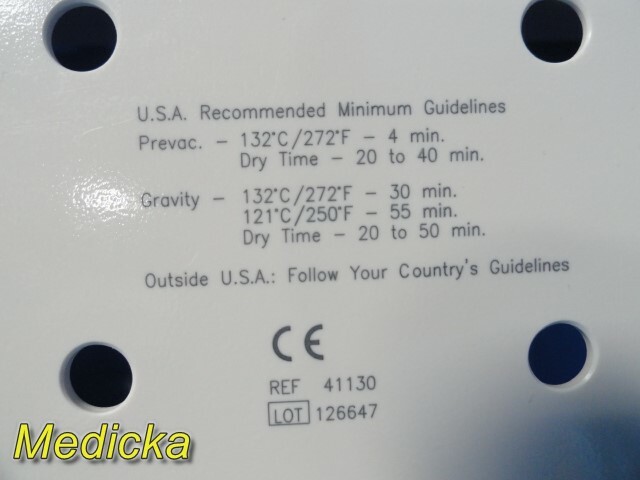 U.S.A. Recommended Minimum Guidelines
Prevac. - 132°C/272°F - 4 min.
Dry Time - 20 to 40 min.
Gravity - 132°C/272°F - 30 min.
121°C/250°F - 55 min.
Dry Time - 20 to 50 min.
Outside U.S.A.: Follow Your Country's Guidelines
CE
REF 41130
LOT 126647
Medicka